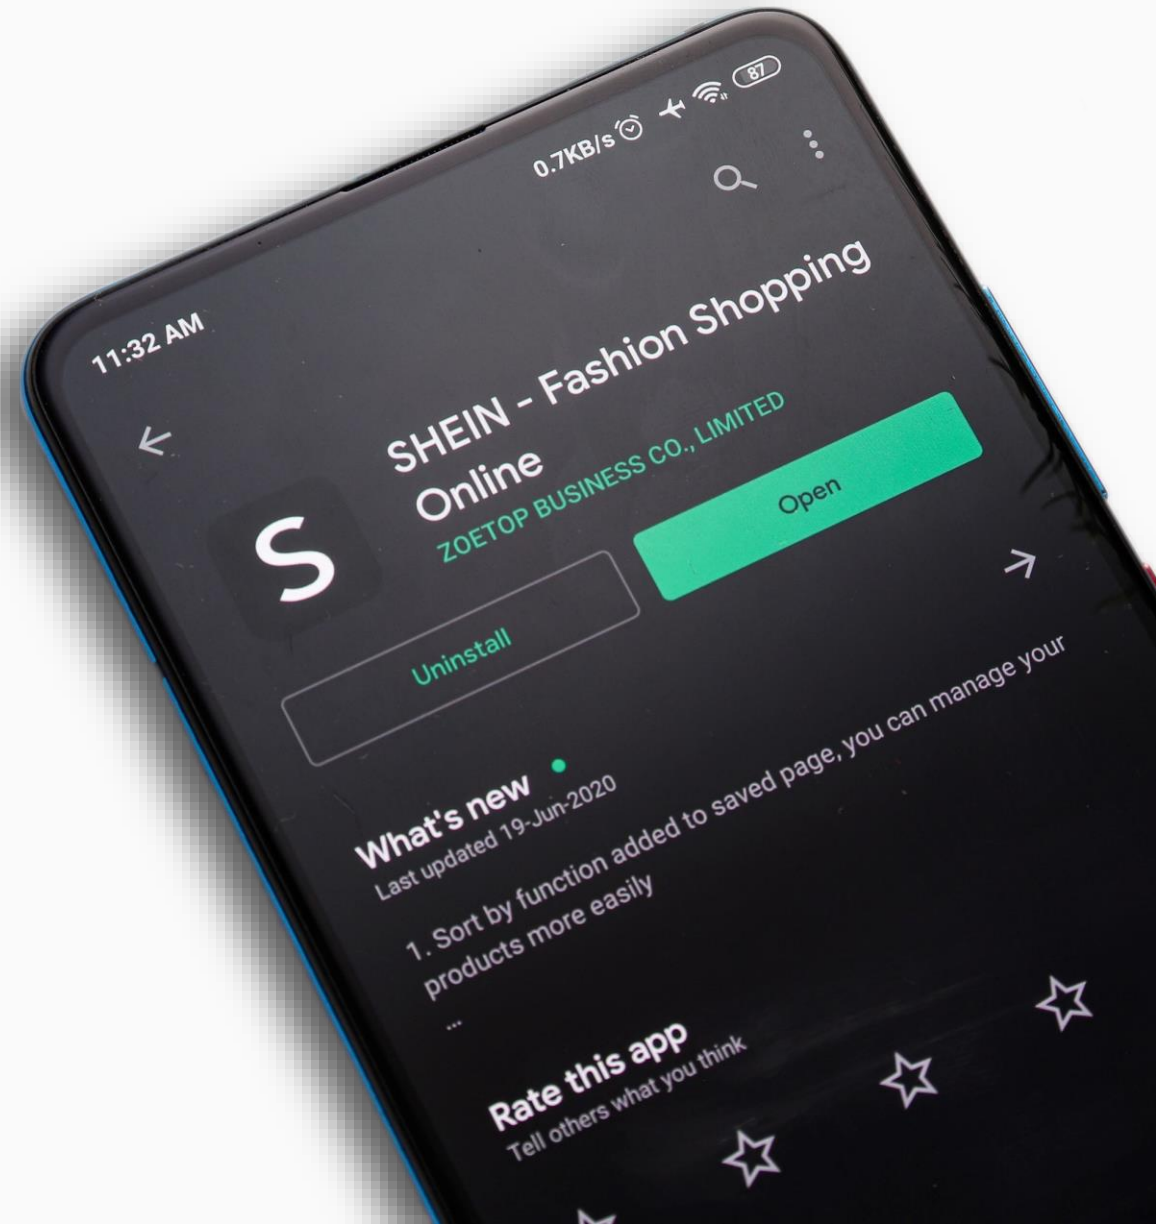 11:32 AM
0.7KB/s
87
SHEIN - Fashion Shopping
Online
ZOETOP BUSINESS CO., LIMITED
S
Uninstall
Open
What's new
Last updated 19-Jun-2020
1. Sort by function added to saved page, you can manage your
products more easily
...
Rate this app
Tell others what you think